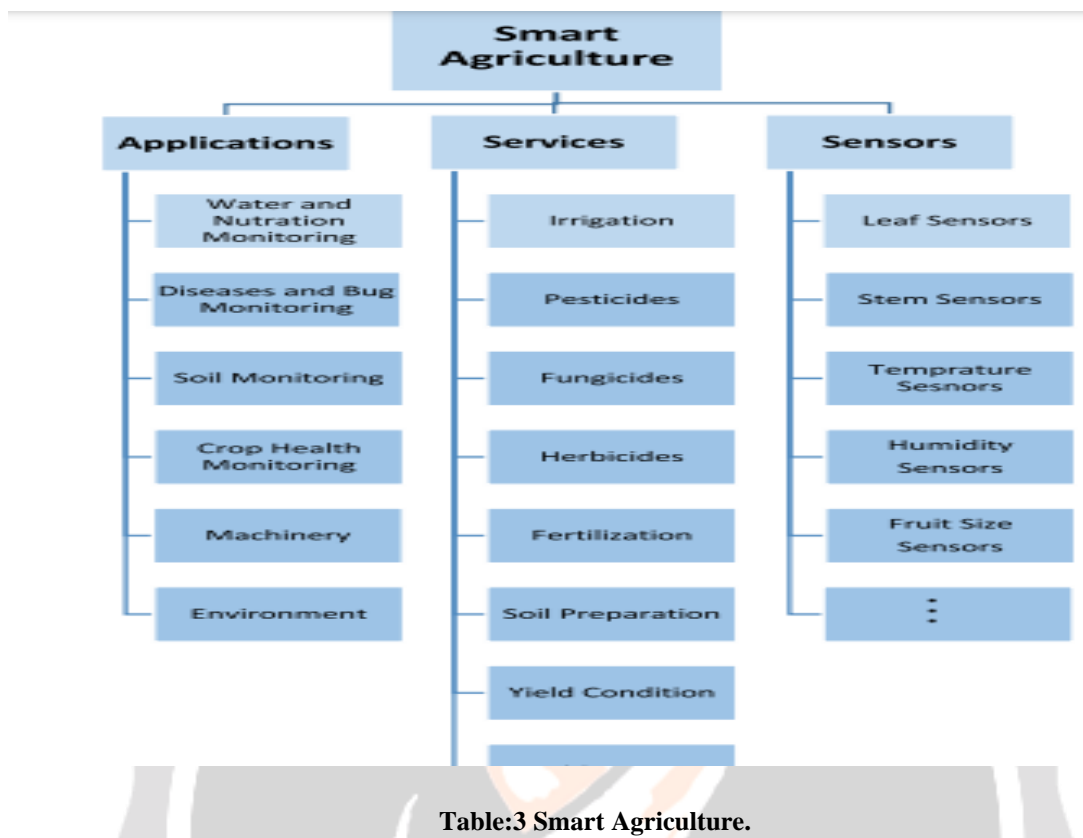 Smart
Agriculture
Applications
Water and
Nutration
Monitoring
Diseases and Bug
Monitoring
Soil Monitoring
Crop Health
Monitoring
Machinery
Environment
Services
Irrigation
Pesticides
Fungicides
Herbicides
Fertilization
Soil Preparation
Yield Condition
Sensors
Leaf Sensors
Stem Sensors
Temprature
Sesnors
Humidity
Sensors
Fruit Size
Sensors
⋮
Table:3 Smart Agriculture.